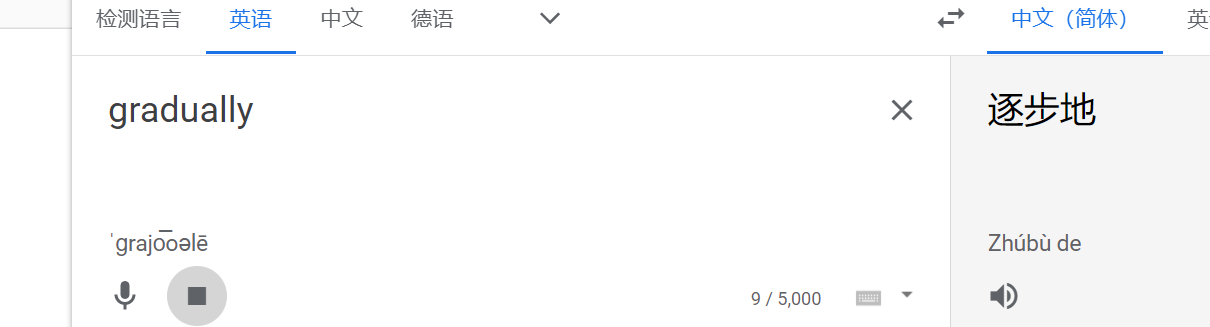 检测语言 英语 中文 德语 中文（简体） 英
gradually
逐步地
ˈgrajo͞oəlē
Zhúbù de
9 / 5,000